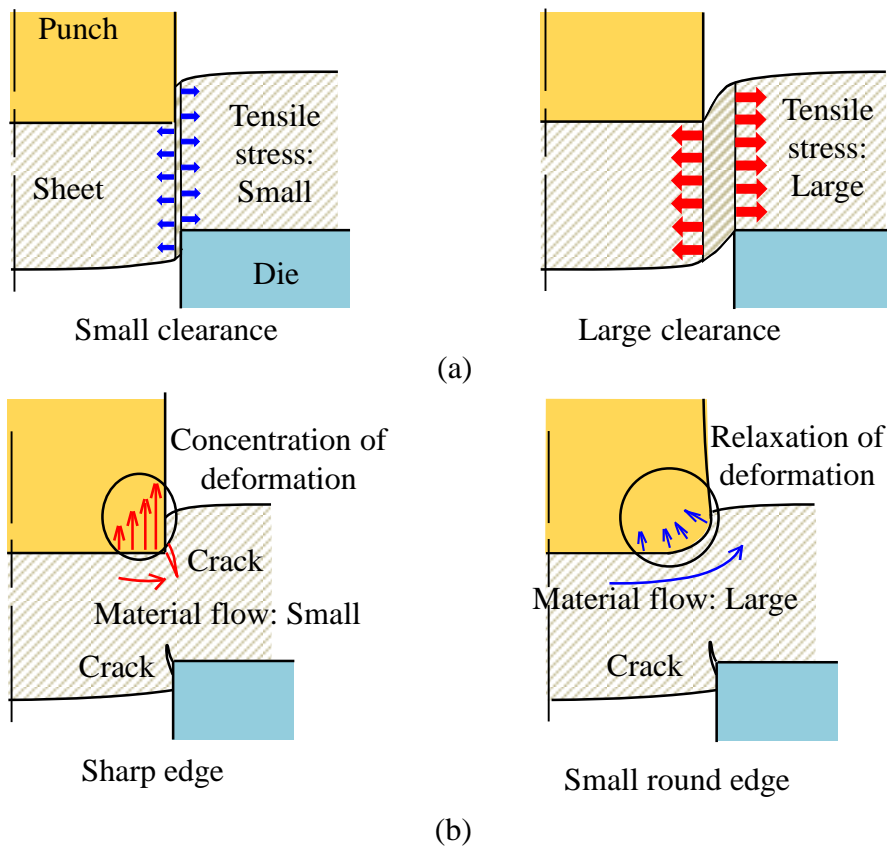 Punch
Tensile
stress:
Small
Sheet
Die
Small clearance
Tensile
stress:
Large
Large clearance
(a)
Concentration of
deformation
Crack
Material flow: Small
Crack
Sharp edge
Relaxation of
deformation
Material flow: Large
Crack
Small round edge
(b)